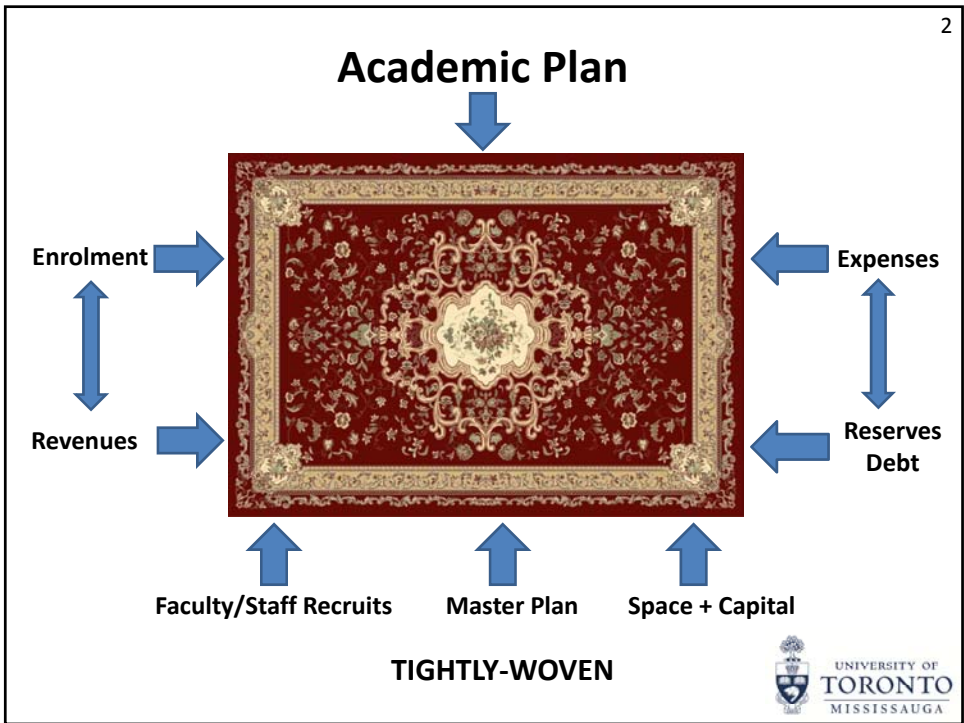 2
Academic Plan
Enrolment
Expenses
Revenues
Reserves
Debt
Faculty/Staff Recruits
Master Plan
Space + Capital
TIGHTLY-WOVEN
UNIVERSITY OF
TORONTO
MISSISSAUGA